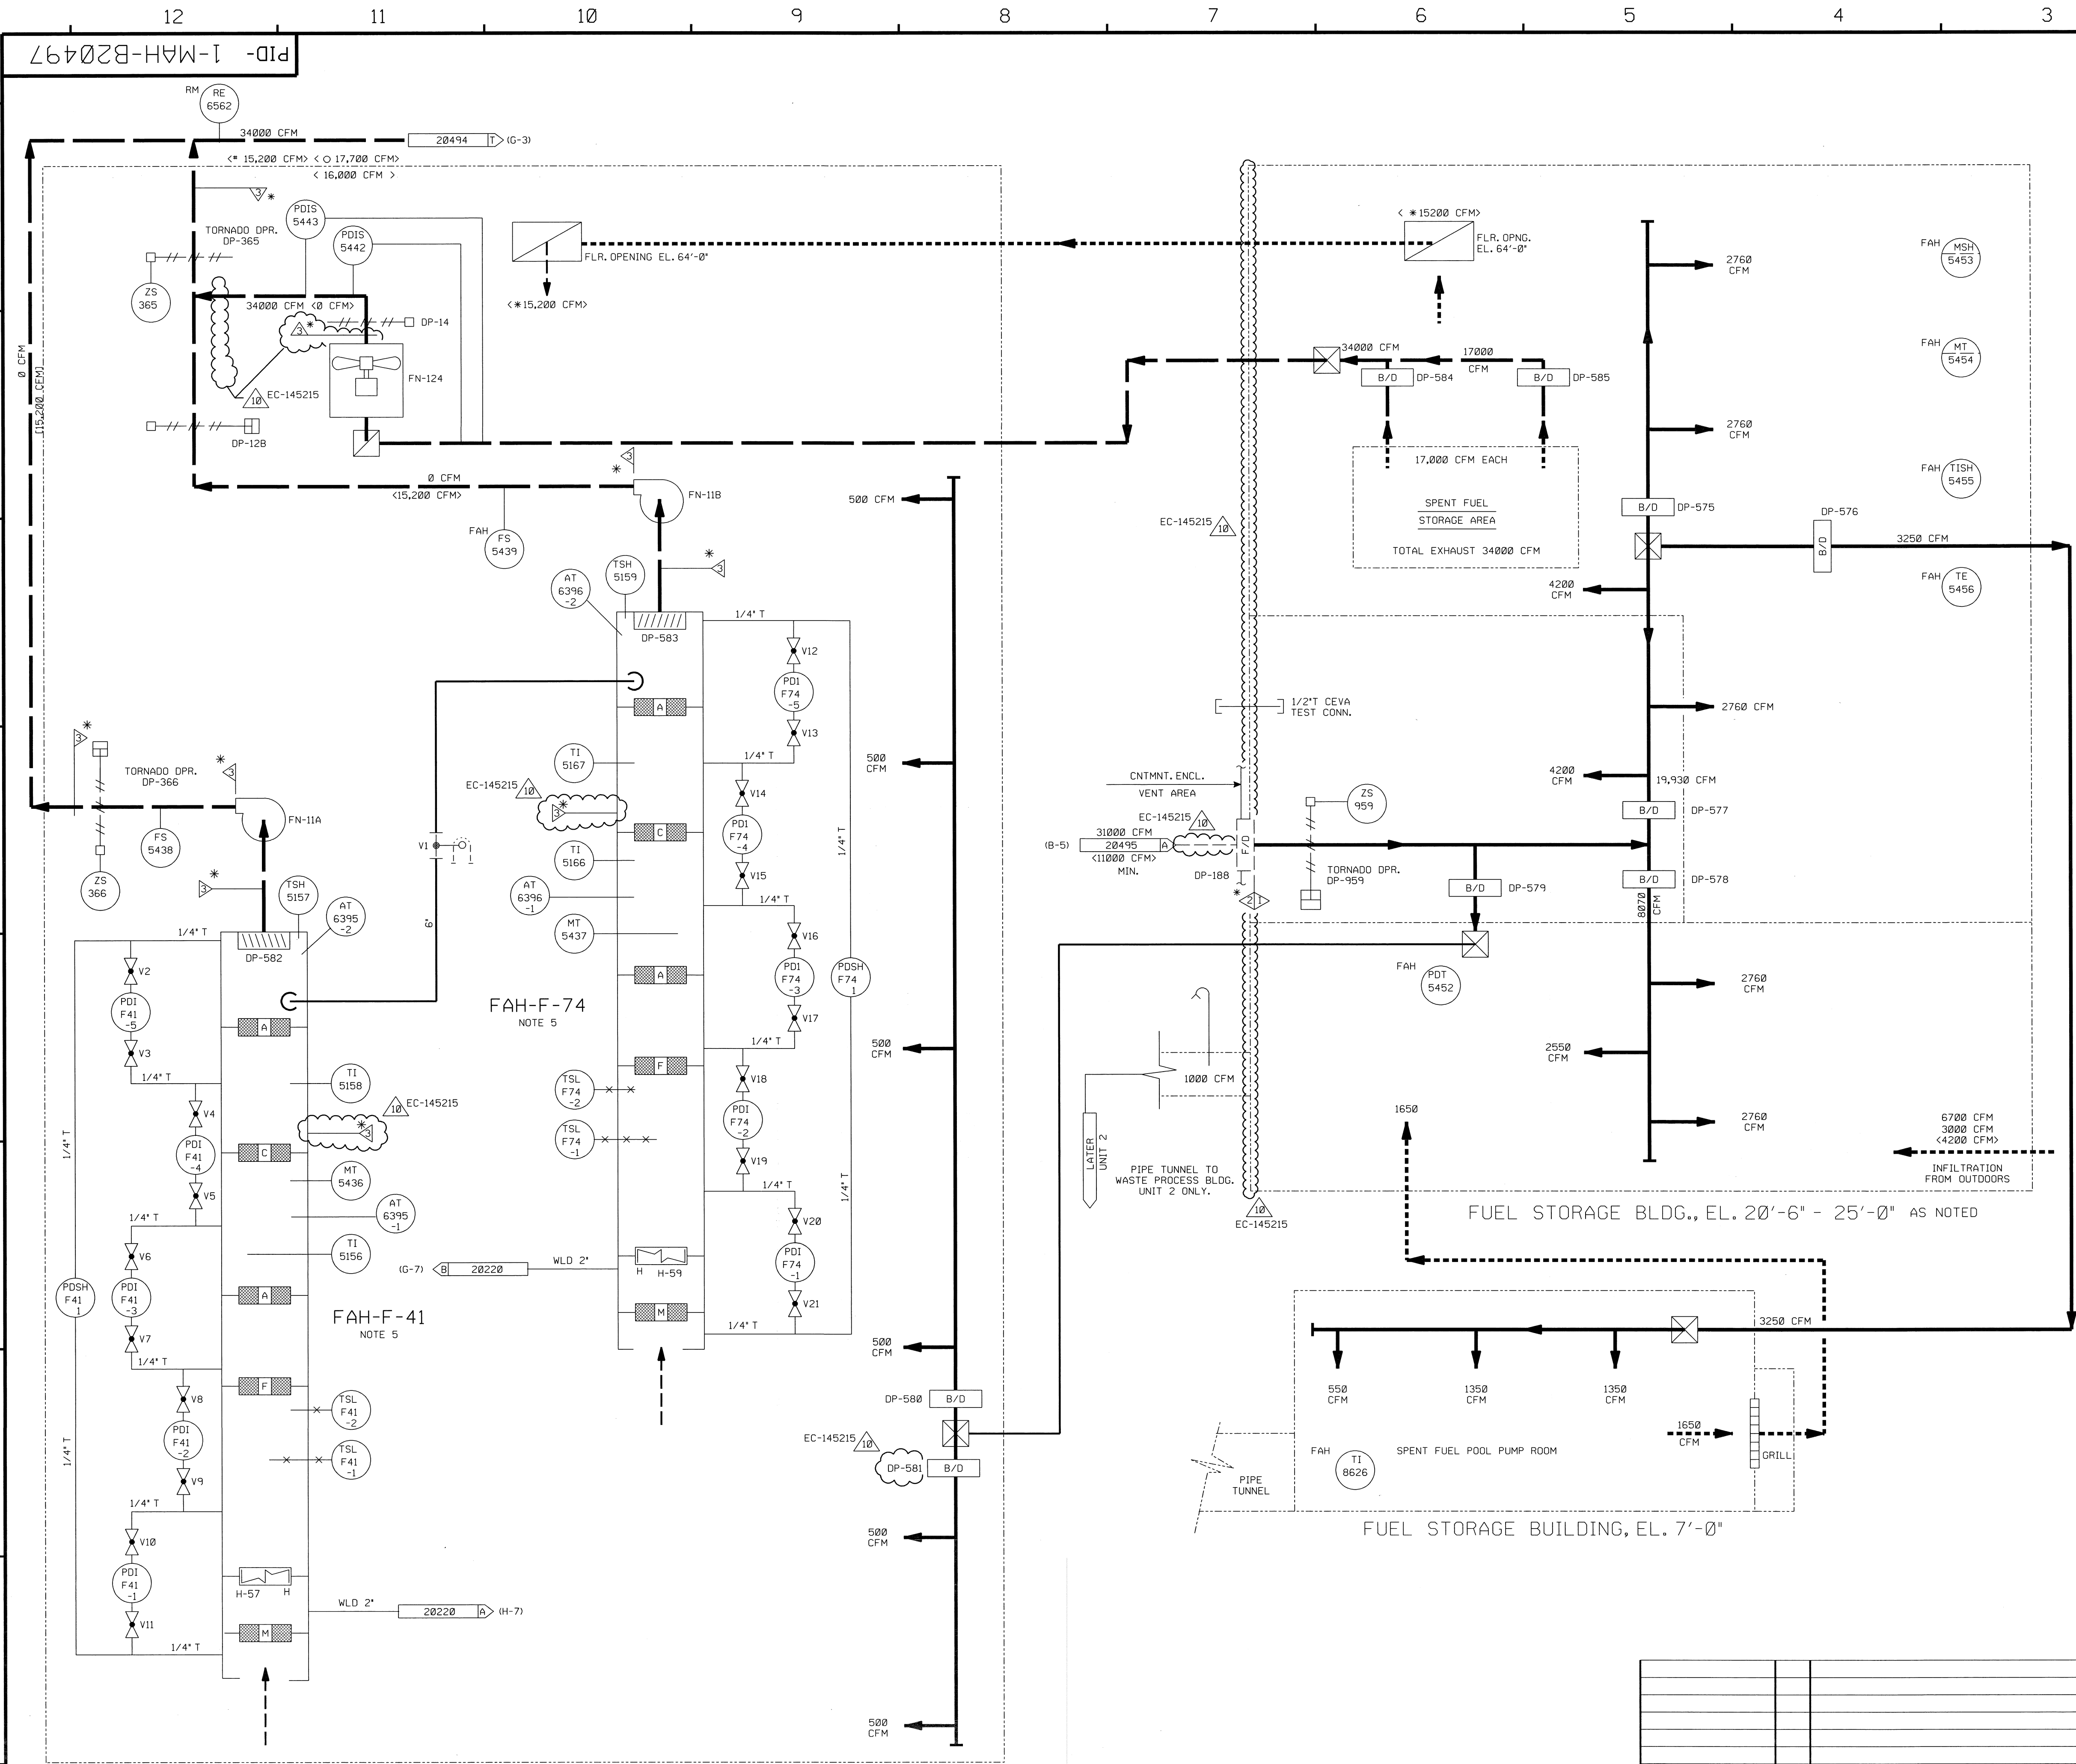 12 11 10 9 8 7 6 5 4 3
PID- 1-MAH-B20497
RM
RE
6562
34000 CFM
20494 T (G-3)
<* 15,200 CFM> < O 17,700 CFM>
< 16,000 CFM >
3 *
PDIS
5443
PDIS
5442
TORNADO DPR.
DP-365
ZS
365
34000 CFM <0 CFM>
3 *
DP-14
FN-124
10 EC-145215
DP-12B
0 CFM
[15,200 CFM]
FLR. OPENING EL. 64'-0"
<*15,200 CFM>
0 CFM
<15,200 CFM>
FAH
FS
5439
* 3
FN-11B
* 3
AT
6396
-2
TSH
5159
DP-583
A
TI
5167
EC-145215 10
3 *
C
TI
5166
AT
6396
-1
MT
5437
A
FAH-F-74
NOTE 5
F
TSL
F74
-2
TSL
F74
-1
(G-7) B 20220
WLD 2"
H H-59
M
1/4" T
V12
PDI
F74
-5
V13
1/4" T
V14
PDI
F74
-4
V15
1/4" T
1/4" T
V16
PDI
F74
-3
V17
PDSH
F74
1
1/4" T
V18
PDI
F74
-2
V19
1/4" T
1/4" T
V20
PDI
F74
-1
V21
1/4" T
V1
6"
3 *
TORNADO DPR.
DP-366
* 3
FN-11A
FS
5438
ZS
366
3 *
TSH
5157
AT
6395
-2
DP-582
1/4" T
V2
PDI
F41
-5
V3
1/4" T
A
TI
5158
V4
PDI
F41
-4
V5
1/4" T
10 EC-145215
* 3
C
MT
5436
AT
6395
-1
TI
5156
1/4" T
V6
PDI
F41
-3
V7
PDSH
F41
1
A
FAH-F-41
NOTE 5
1/4" T
V8
PDI
F41
-2
V9
F
TSL
F41
-2
TSL
F41
-1
1/4" T
1/4" T
V10
PDI
F41
-1
V11
H-57 H
WLD 2"
20220 A (H-7)
M
1/4" T
500 CFM
500
CFM
500
CFM
500
CFM
DP-580 B/D
EC-145215 10
DP-581 B/D
500
CFM
500
CFM
< *15200 CFM>
FLR. OPNG.
EL. 64'-0"
34000 CFM
17000
CFM
B/D DP-584
B/D DP-585
17,000 CFM EACH
SPENT FUEL
STORAGE AREA
TOTAL EXHAUST 34000 CFM
EC-145215 10
2760
CFM
2760
CFM
B/D DP-575
DP-576
B/D
3250 CFM
4200
CFM
FAH
MSH
5453
FAH
MT
5454
FAH
TISH
5455
FAH
TE
5456
2760 CFM
4200
CFM
19,930 CFM
B/D DP-577
1/2"T CEVA
TEST CONN.
CNTMNT. ENCL.
VENT AREA
EC-145215 10
31000 CFM
(B-5) 20495 A
<11000 CFM>
MIN.
F/D
DP-188
* 2 1
ZS
959
TORNADO DPR.
DP-959
B/D DP-579
B/D DP-578
8070
CFM
FAH
PDT
5452
2760
CFM
2550
CFM
2760
CFM
1000 CFM
LATER
UNIT 2
PIPE TUNNEL TO
WASTE PROCESS BLDG.
UNIT 2 ONLY.
10
EC-145215
1650
6700 CFM
3000 CFM
<4200 CFM>
INFILTRATION
FROM OUTDOORS
FUEL STORAGE BLDG., EL. 20'-6" - 25'-0" AS NOTED
3250 CFM
550
CFM
1350
CFM
1350
CFM
1650
CFM
GRILL
FAH
TI
8626
SPENT FUEL POOL PUMP ROOM
PIPE
TUNNEL
FUEL STORAGE BUILDING, EL. 7'-0"